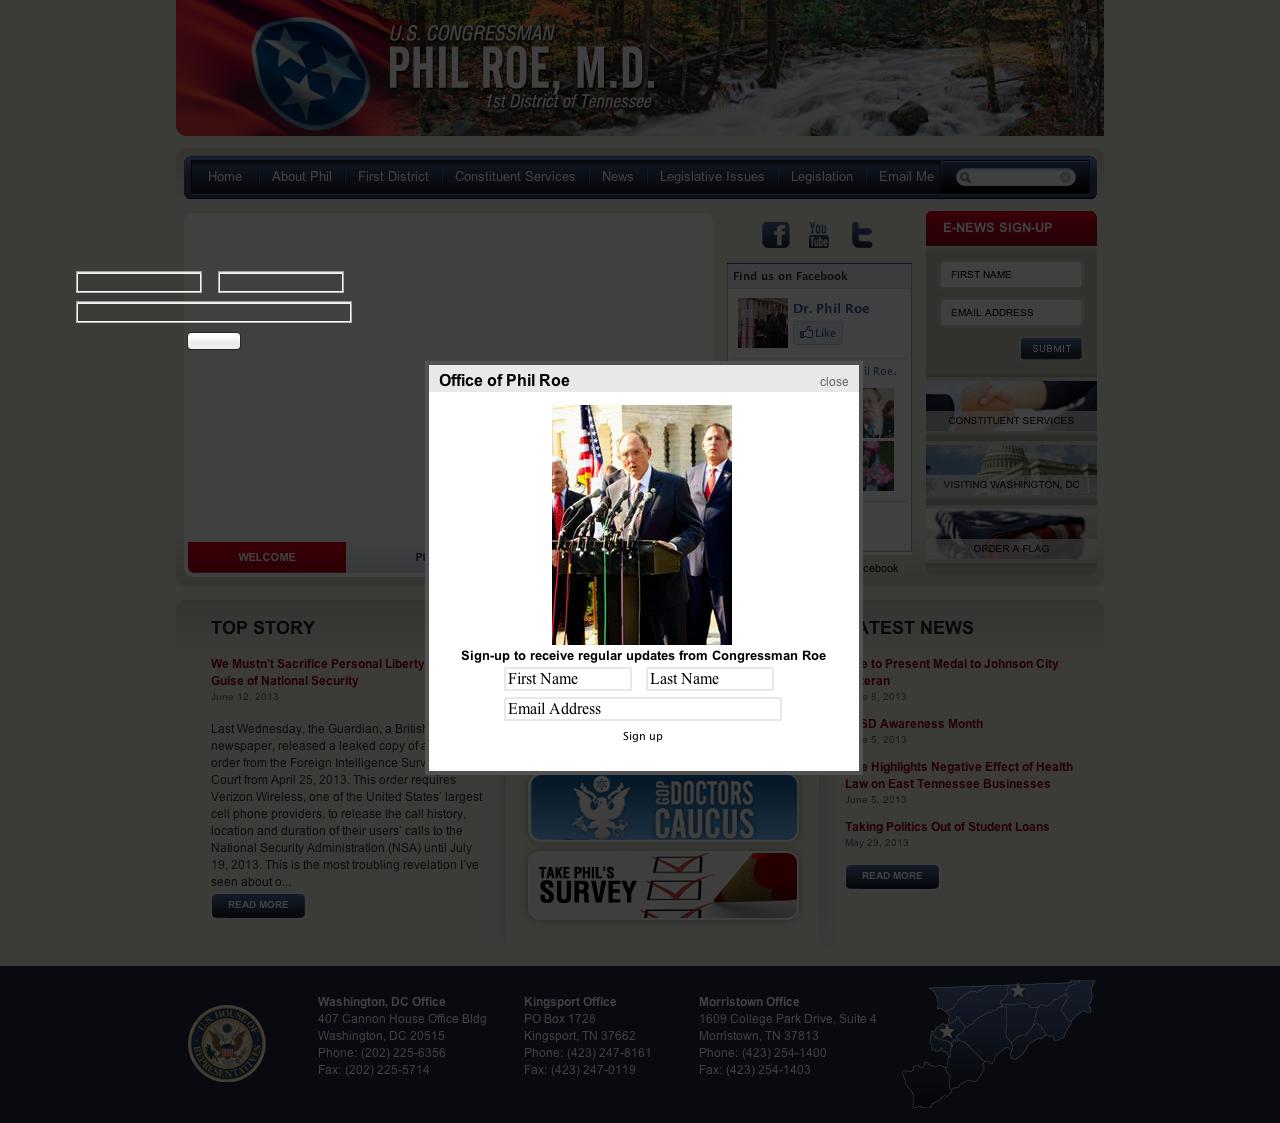 U.S. CONGRESSMAN
PHIL ROE, M.D.
1st District of Tennessee
Home
About Phil
First District
Constituent Services
News
Legislative Issues
Legislation
Email Me
You
Tube
E-NEWS SIGN-UP
FIRST NAME
EMAIL ADDRESS
SUBMIT
Find us on Facebook
Dr. Phil Roe
Like
Roe.
CONSTITUENT SERVICES
VISITING WASHINGTON, DC
ORDER A FLAG
Office of Phil Roe
close
Sign-up to receive regular updates from Congressman Roe
First Name
Last Name
Email Address
Sign up
WELCOME
TOP STORY
We Mustn't Sacrifice Personal Liberty
Guise of National Security
June 12, 2013
Last Wednesday, the Guardian, a British
newspaper, released a leaked copy of a
order from the Foreign Intelligence
Court from April 25, 2013. This order requires
Verizon Wireless, one of the United States' largest
cell phone providers, to release the call history,
location and duration of their users' calls to the
National Security Administration (NSA) until July
19, 2013. This is the most troubling revelation I've
seen about o...
READ MORE
GOP
DOCTORS
CAUCUS
TAKE PHIL'S
SURVEY
NEWS
to Present Medal to Johnson City
8, 2013
Awareness Month
5, 2013
Highlights Negative Effect of Health
Law on East Tennessee Businesses
June 5, 2013
Taking Politics Out of Student Loans
May 29, 2013
READ MORE
U.S. HOUSE OF
REPRESENTATIVES
Washington, DC Office
407 Cannon House Office Bldg
Washington, DC 20515
Phone: (202) 225-6356
Fax: (202) 225-5714
Kingsport Office
PO Box 1728
Kingsport, TN 37662
Phone: (423) 247-8161
Fax: (423) 247-0119
Morristown Office
1609 College Park Drive, Suite 4
Morristown, TN 37813
Phone: (423) 254-1400
Fax: (423) 254-1403